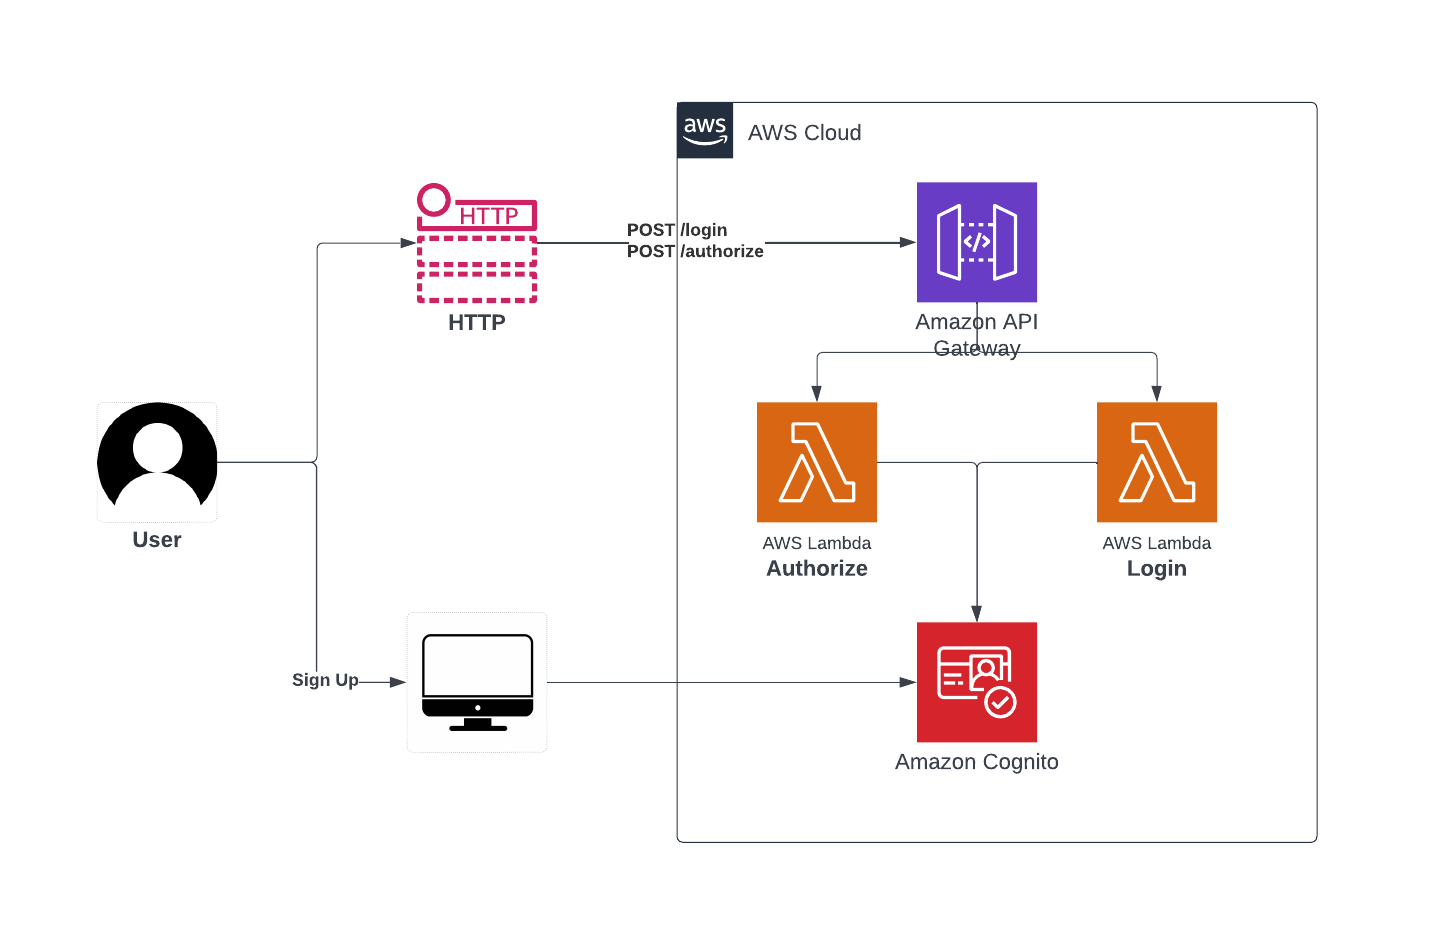 aws
AWS Cloud
HTTP
POST /login
POST /authorize
HTTP
Amazon API
Gateway
User
AWS Lambda
Authorize
AWS Lambda
Login
Sign Up
Amazon Cognito